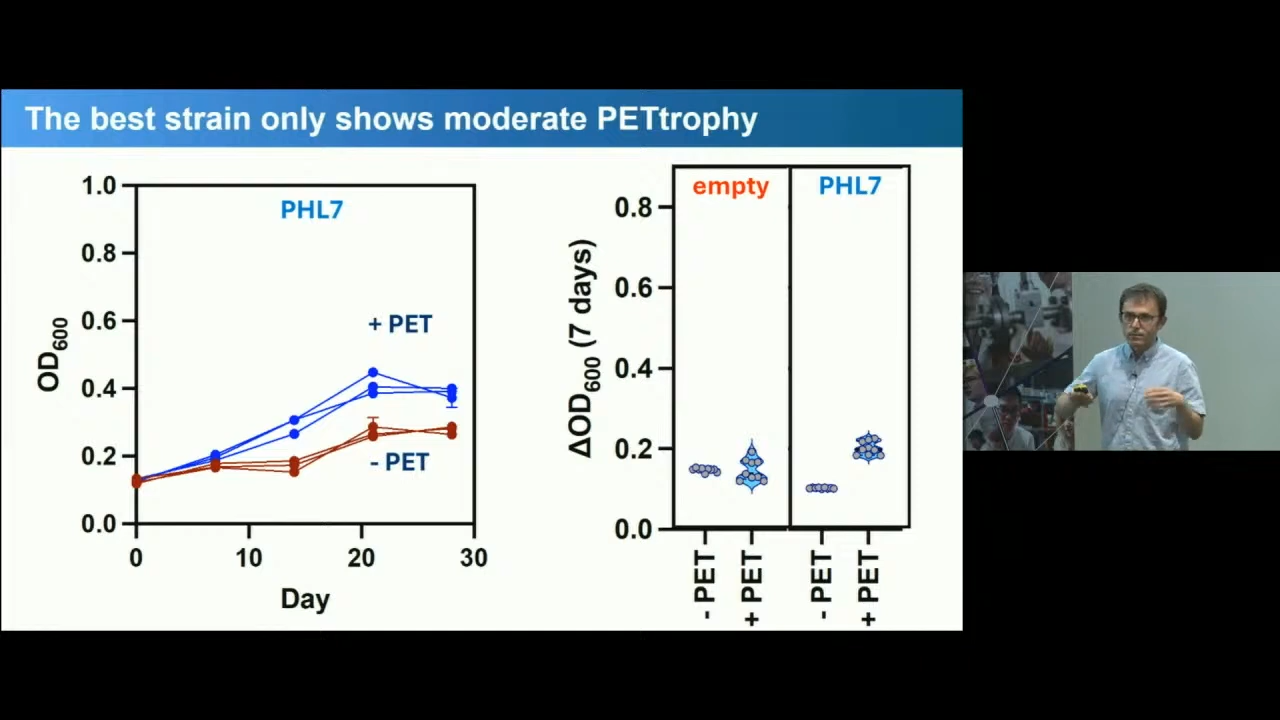 The best strain only shows moderate PETtrophy
1.0
0.8
0.6
0.4
0.2
0.0
OD600
PHL7
+ PET
- PET
0
10
20
30
Day
0.8
0.6
0.4
0.2
0.0
ΔOD600 (7 days)
empty
PHL7
- PET
+ PET
- PET
+ PET